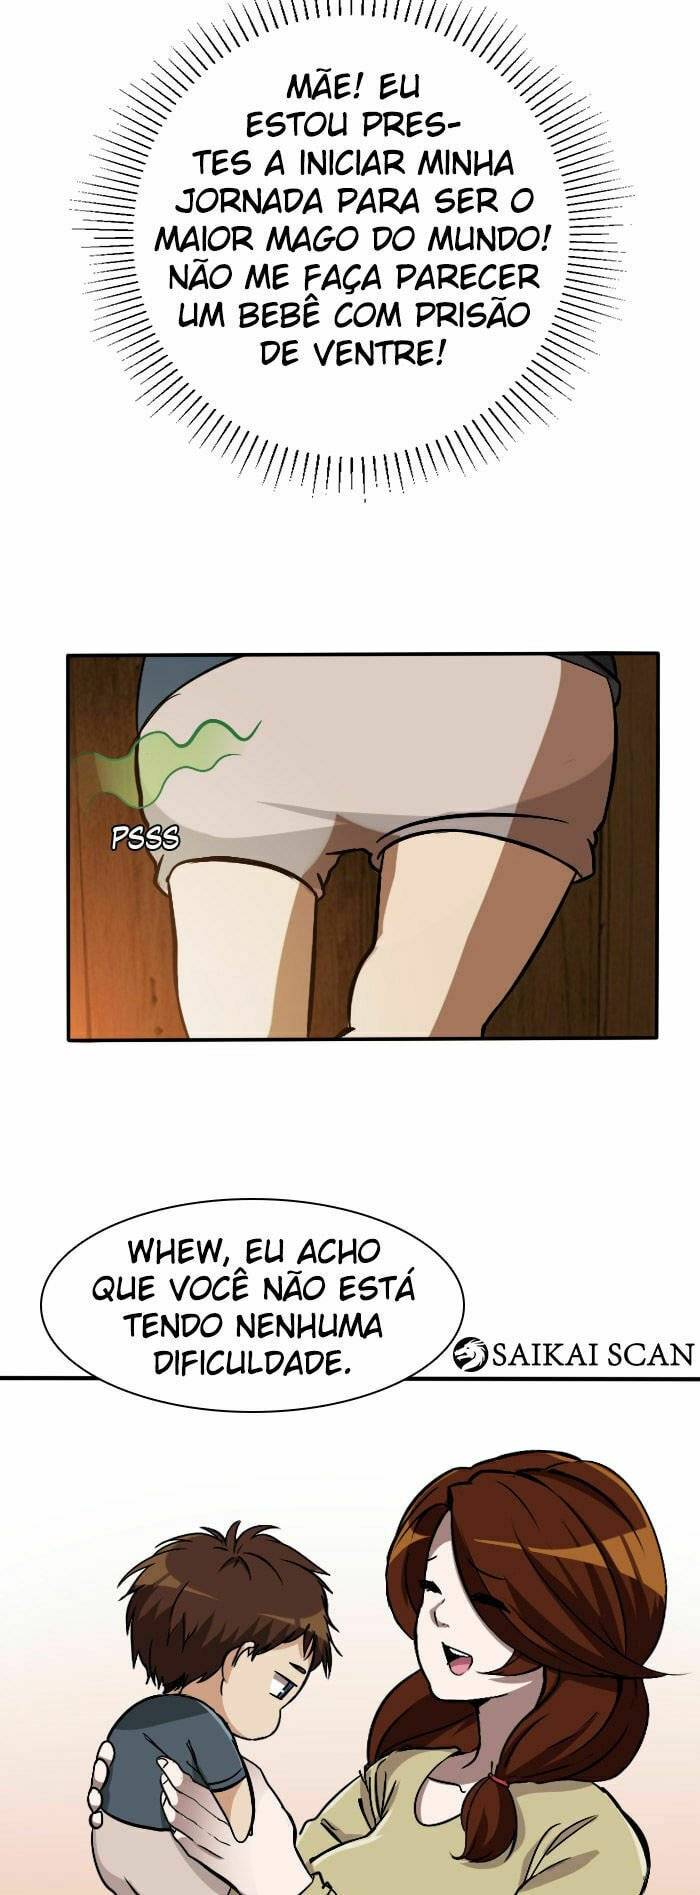 MÃE! EU
ESTOU PRES-
TES A INICIAR MINHA
JORNADA PARA SER O
MAIOR MAGO DO MUNDO!
NÃO ME FAÇA PARECER
UM BEBÊ COM PRISÃO
DE VENTRE!
PSSS
WHEW, EU ACHO
QUE VOCÊ NÃO ESTÁ
TENDO NENHUMA
DIFICULDADE.
SAIKAI SCAN